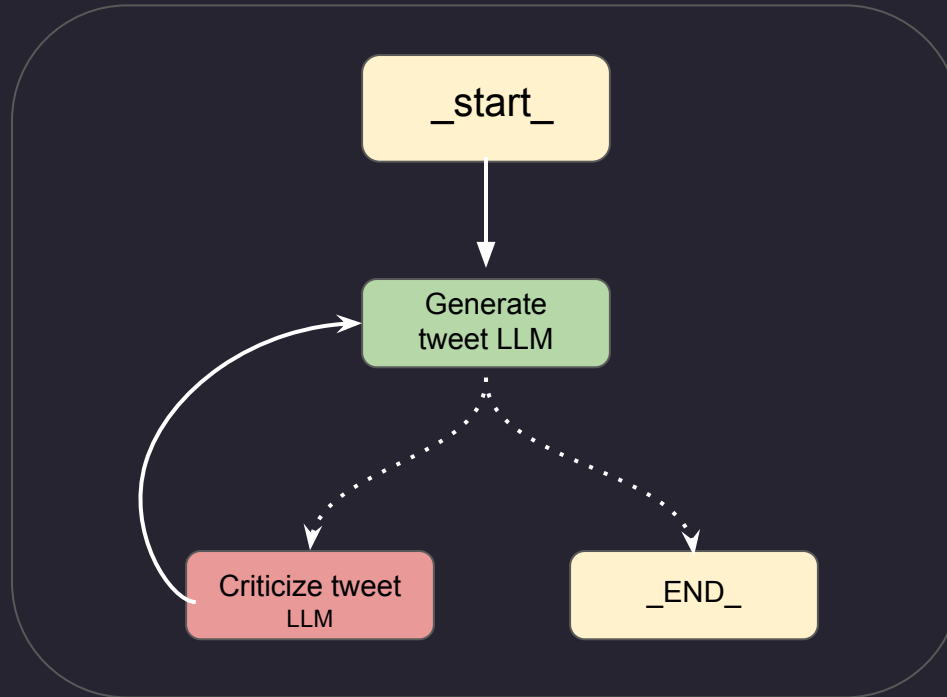 _start_
Generate
tweet LLM
Criticize tweet
LLM
_END_